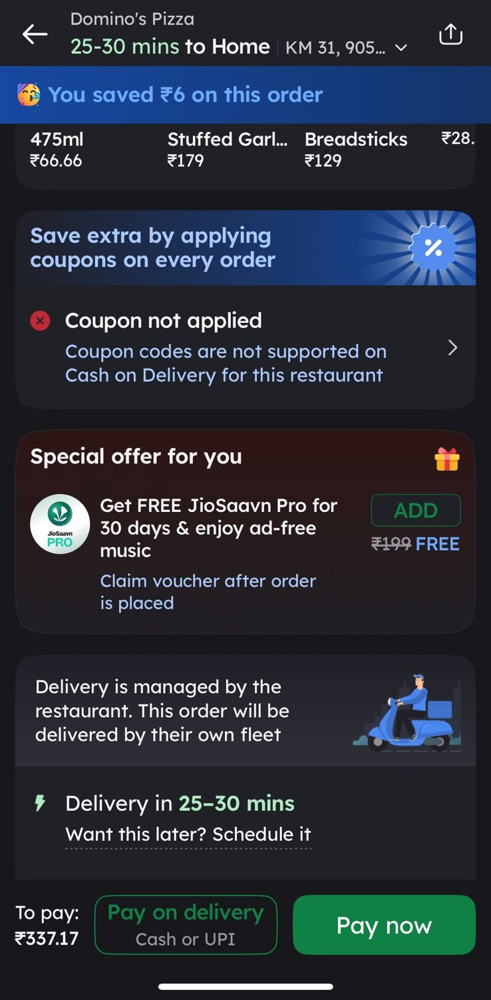 Domino's Pizza
25-30 mins to Home | KM 31, 905...
You saved ₹6 on this order
475ml
₹66.66
Stuffed Garl...
₹179
Breadsticks
₹129
₹28.
Save extra by applying
coupons on every order
%
Coupon not applied
Coupon codes are not supported on
Cash on Delivery for this restaurant
Special offer for you
JioSaavn
PRO
Get FREE JioSaavn Pro for
30 days & enjoy ad-free
music
Claim voucher after order
is placed
ADD
₹199 FREE
Delivery is managed by the
restaurant. This order will be
delivered by their own fleet
Delivery in 25–30 mins
Want this later? Schedule it
To pay:
₹337.17
Pay on delivery
Cash or UPI
Pay now